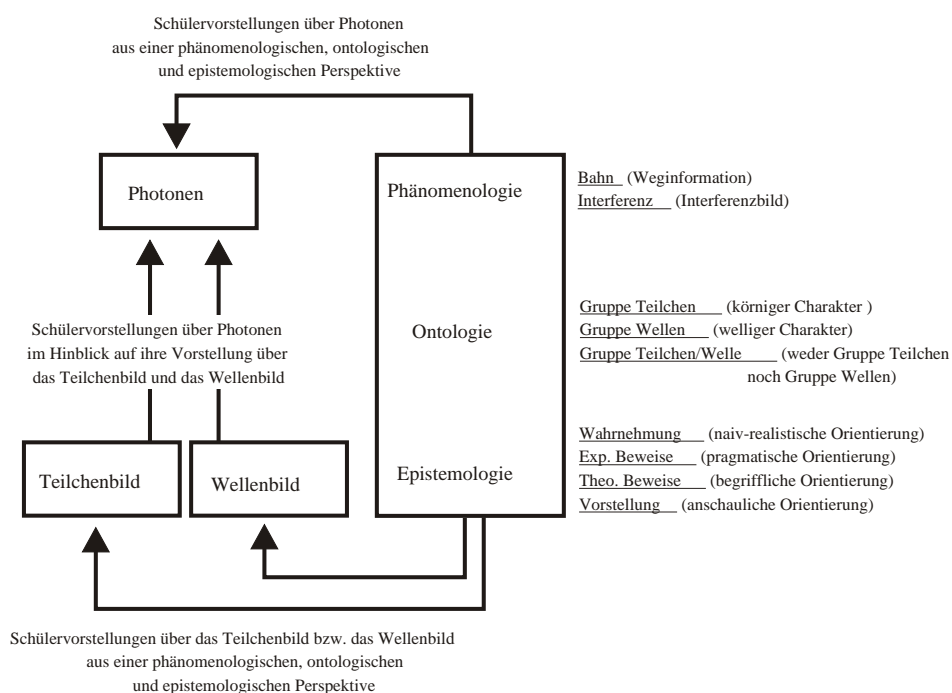 Schülervorstellungen über Photonen
aus einer phänomenologischen, ontologischen
und epistemologischen Perspektive
Photonen
Phänomenologie
Bahn (Weginformation)
Interferenz (Interferenzbild)
Schülervorstellungen über Photonen
im Hinblick auf ihre Vorstellung über
das Teilchenbild und das Wellenbild
Ontologie
Gruppe Teilchen (körniger Charakter )
Gruppe Wellen (welliger Charakter)
Gruppe Teilchen/Welle (weder Gruppe Teilchen
noch Gruppe Wellen)
Teilchenbild
Wellenbild
Epistemologie
Wahrnehmung (naiv-realistische Orientierung)
Exp. Beweise (pragmatische Orientierung)
Theo. Beweise (begriffliche Orientierung)
Vorstellung (anschauliche Orientierung)
Schülervorstellungen über das Teilchenbild bzw. das Wellenbild
aus einer phänomenologischen, ontologischen
und epistemologischen Perspektive